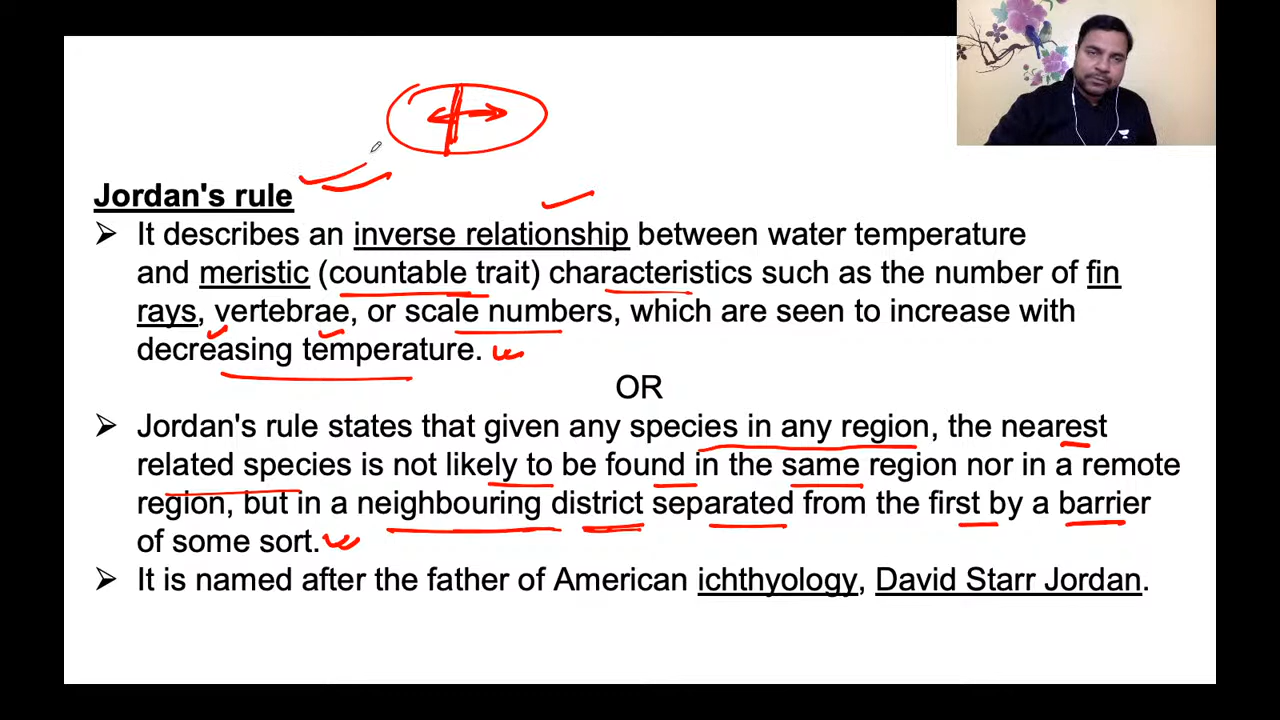 Jordan's rule
➢ It describes an inverse relationship between water temperature
and meristic (countable trait) characteristics such as the number of fin
rays, vertebrae, or scale numbers, which are seen to increase with
decreasing temperature.
OR
➢ Jordan's rule states that given any species in any region, the nearest
related species is not likely to be found in the same region nor in a remote
region, but in a neighbouring district separated from the first by a barrier
of some sort.
➢ It is named after the father of American ichthyology, David Starr Jordan.